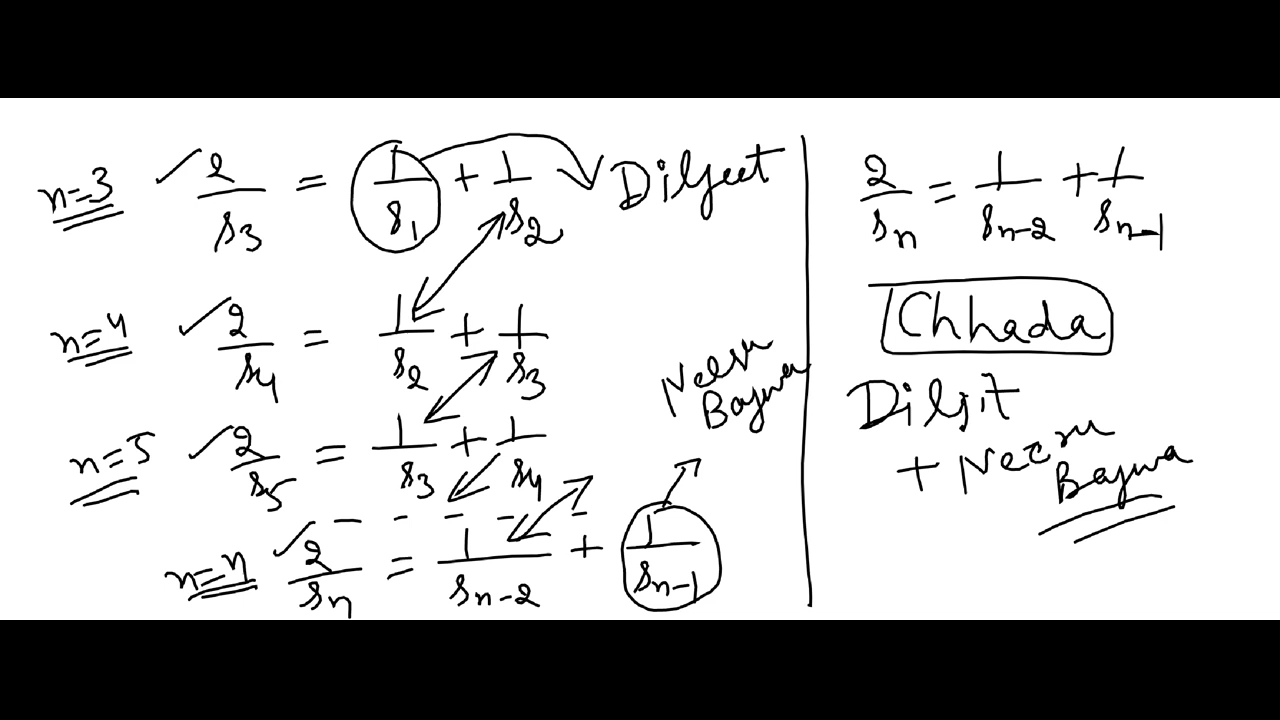 n=3 ✓ 2/s3 = 1/s1 + 1/s2 Diljeet
n=4 ✓ 2/s4 = 1/s2 + 1/s3
n=5 ✓ 2/s5 = 1/s3 + 1/s4
n=n ✓ 2/sn = 1/sn-2 + 1/sn-1
Neeru
Bajwa
2/sn = 1/sn-2 + 1/sn-1
Chhada
Diljit
+ Neeru
Bajwa